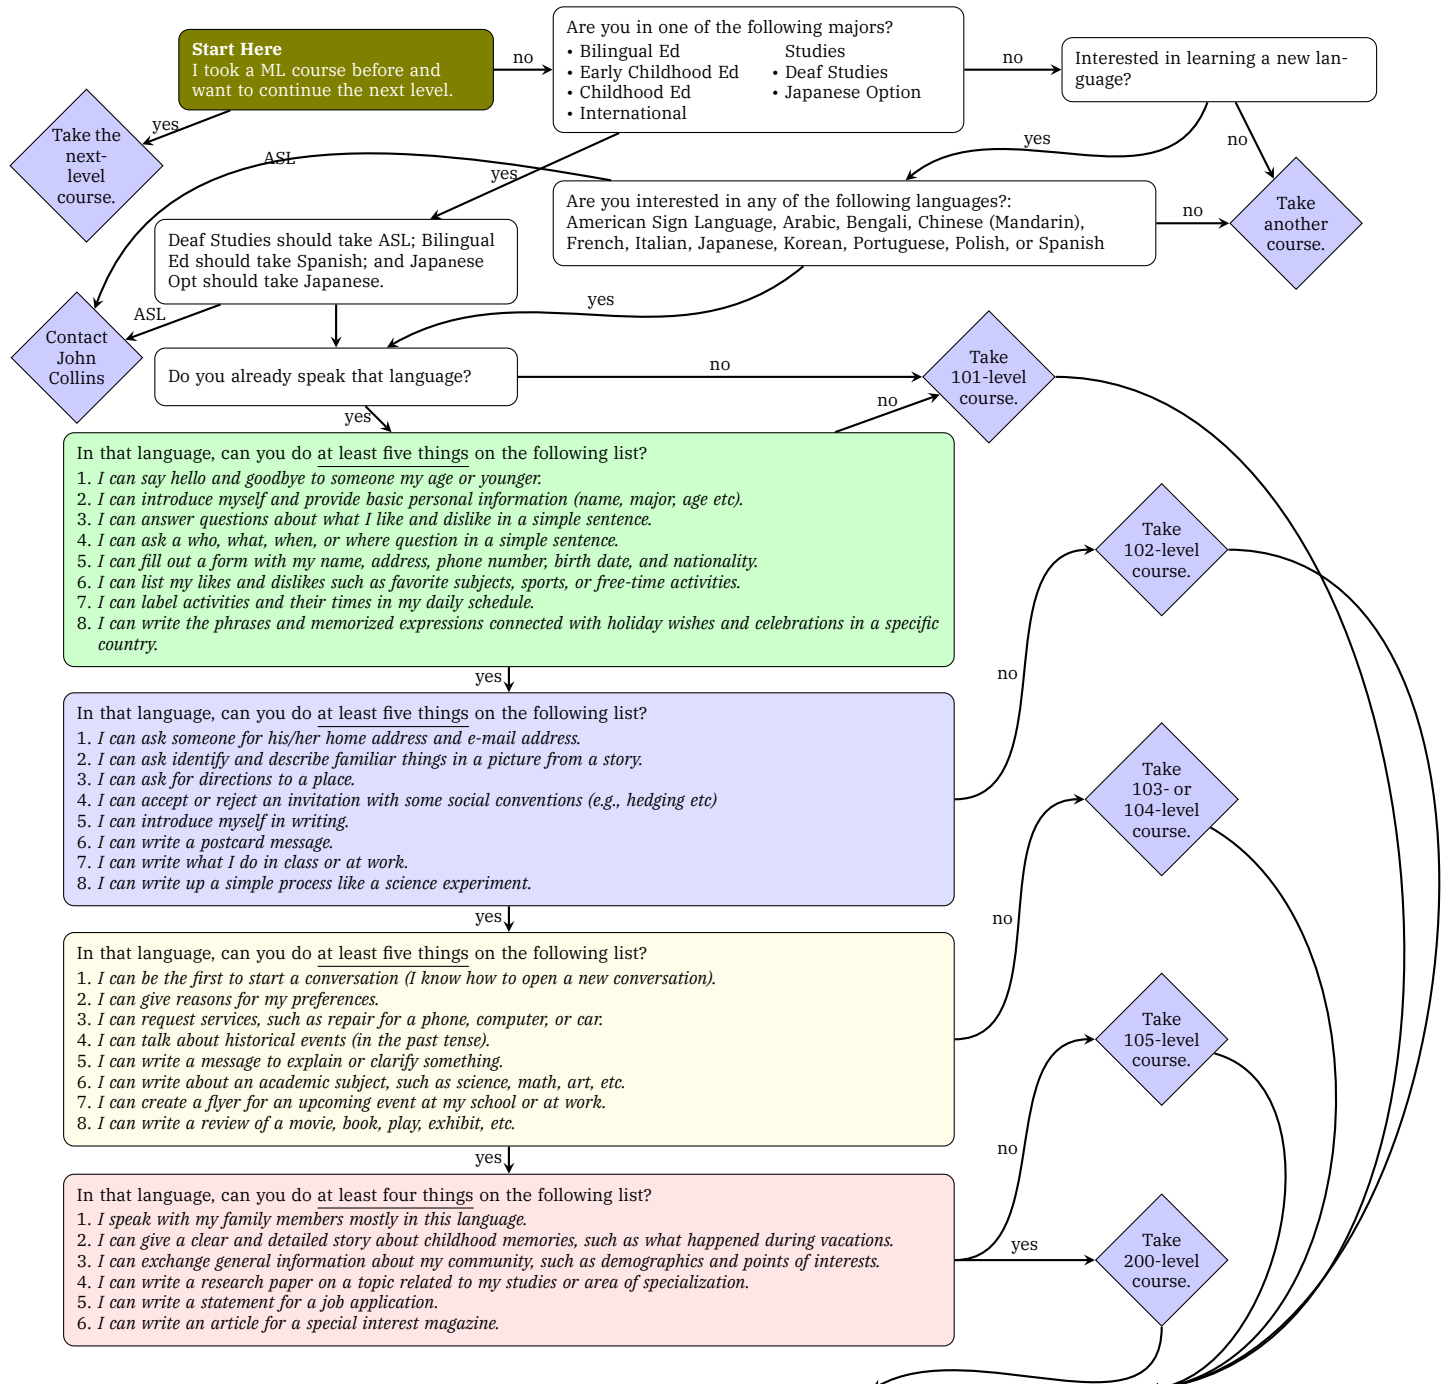 Start Here
I took a ML course before and
want to continue the next level.
no
Are you in one of the following majors?
• Bilingual Ed
• Early Childhood Ed
• Childhood Ed
• International
Studies
• Deaf Studies
• Japanese Option
no
Interested in learning a new lan-
guage?
yes
Take the
next-
level
course.
ASL
yes
yes
no
Are you interested in any of the following languages?:
American Sign Language, Arabic, Bengali, Chinese (Mandarin),
French, Italian, Japanese, Korean, Portuguese, Polish, or Spanish
no
Take
another
course.
Deaf Studies should take ASL; Bilingual
Ed should take Spanish; and Japanese
Opt should take Japanese.
yes
ASL
Contact
John
Collins
Do you already speak that language?
no
Take
101-level
course.
yes
no
In that language, can you do at least five things on the following list?
1. I can say hello and goodbye to someone my age or younger.
2. I can introduce myself and provide basic personal information (name, major, age etc).
3. I can answer questions about what I like and dislike in a simple sentence.
4. I can ask a who, what, when, or where question in a simple sentence.
5. I can fill out a form with my name, address, phone number, birth date, and nationality.
6. I can list my likes and dislikes such as favorite subjects, sports, or free-time activities.
7. I can label activities and their times in my daily schedule.
8. I can write the phrases and memorized expressions connected with holiday wishes and celebrations in a specific
country.
Take
102-level
course.
yes
no
In that language, can you do at least five things on the following list?
1. I can ask someone for his/her home address and e-mail address.
2. I can ask identify and describe familiar things in a picture from a story.
3. I can ask for directions to a place.
4. I can accept or reject an invitation with some social conventions (e.g., hedging etc)
5. I can introduce myself in writing.
6. I can write a postcard message.
7. I can write what I do in class or at work.
8. I can write up a simple process like a science experiment.
Take
103- or
104-level
course.
yes
no
In that language, can you do at least five things on the following list?
1. I can be the first to start a conversation (I know how to open a new conversation).
2. I can give reasons for my preferences.
3. I can request services, such as repair for a phone, computer, or car.
4. I can talk about historical events (in the past tense).
5. I can write a message to explain or clarify something.
6. I can write about an academic subject, such as science, math, art, etc.
7. I can create a flyer for an upcoming event at my school or at work.
8. I can write a review of a movie, book, play, exhibit, etc.
Take
105-level
course.
yes
no
In that language, can you do at least four things on the following list?
1. I speak with my family members mostly in this language.
2. I can give a clear and detailed story about childhood memories, such as what happened during vacations.
3. I can exchange general information about my community, such as demographics and points of interests.
4. I can write a research paper on a topic related to my studies or area of specialization.
5. I can write a statement for a job application.
6. I can write an article for a special interest magazine.
yes
Take
200-level
course.